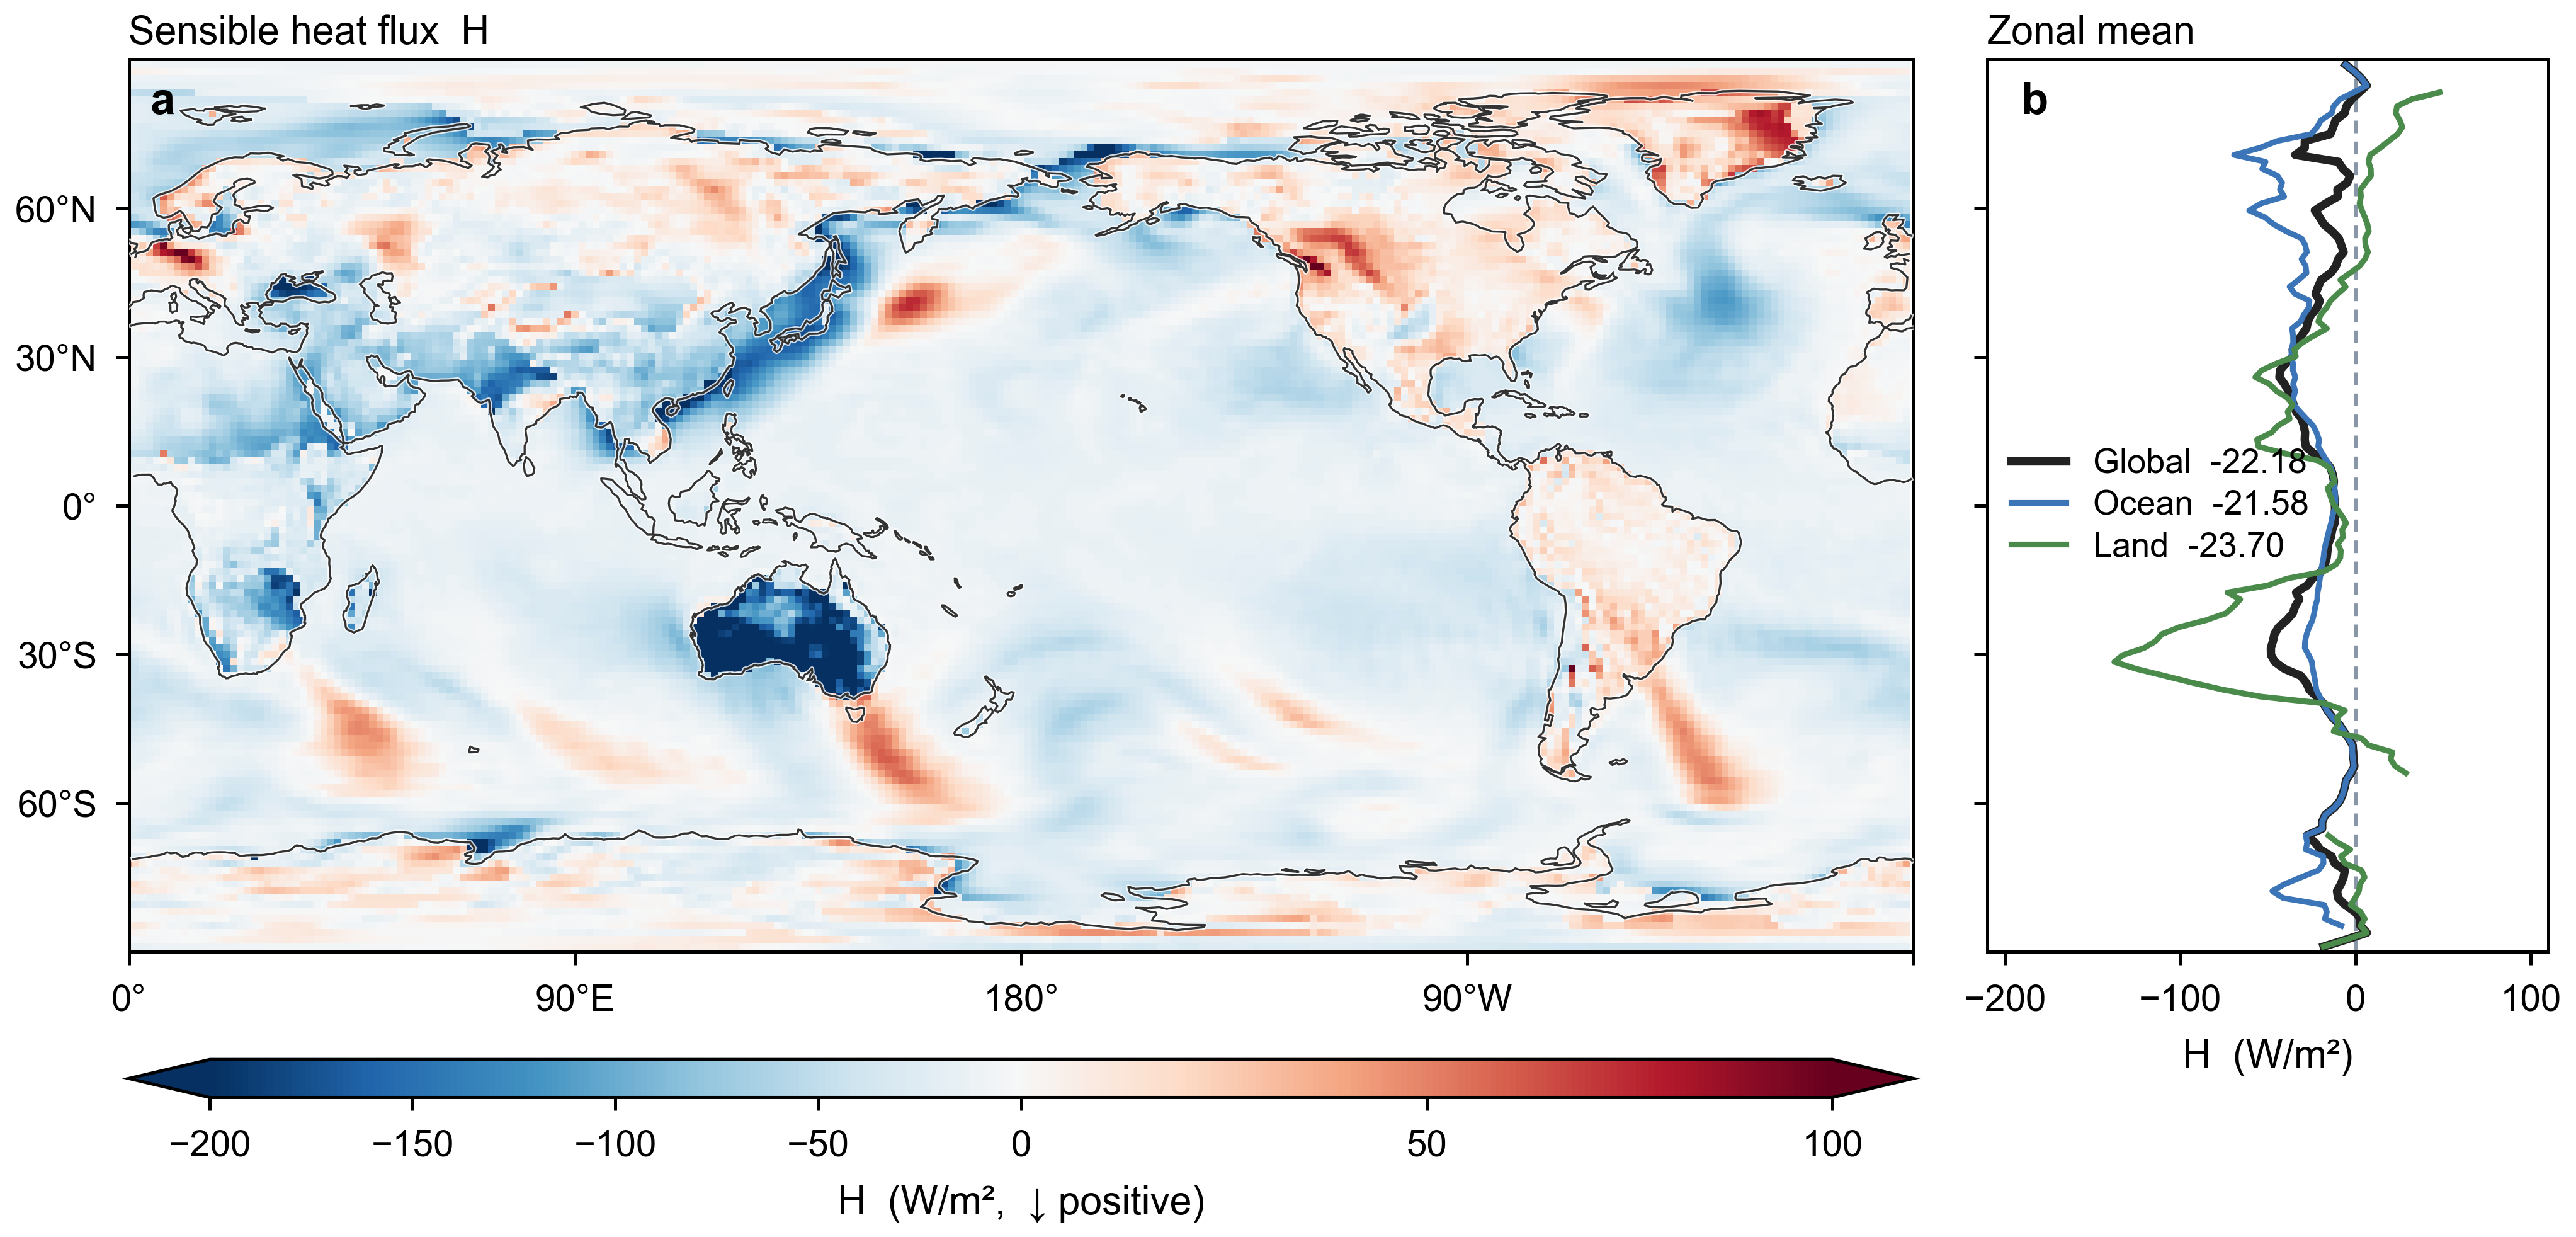 Sensible heat flux  H
Zonal mean
a
b
60°N
30°N
0°
30°S
60°S
Global  -22.18
Ocean  -21.58
Land  -23.70
0°
90°E
180°
90°W
−200
−100
0
100
H  (W/m²)
−200
−150
−100
−50
0
50
100
H  (W/m²,  ↓ positive)